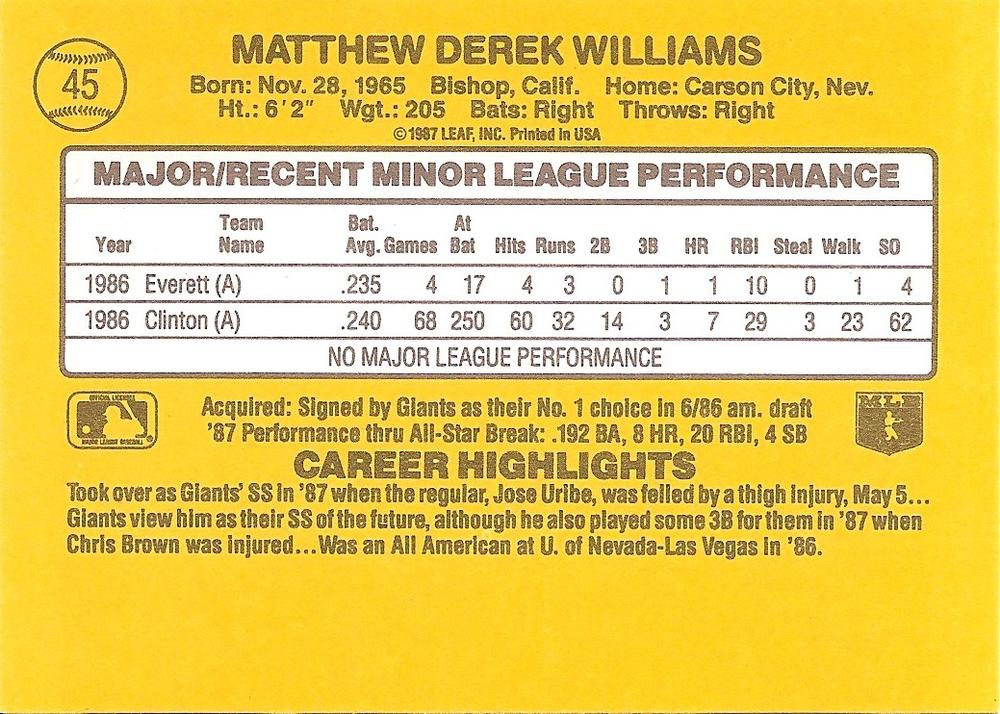 45
MATTHEW DEREK WILLIAMS
Born: Nov. 28, 1965 Bishop, Calif. Home: Carson City, Nev.
Ht.: 6'2" Wgt.: 205 Bats: Right Throws: Right
©1987 LEAF, INC. Printed in USA
MAJOR/RECENT MINOR LEAGUE PERFORMANCE
Year Team Name Bat. Avg. Games At Bat Hits Runs 2B 3B HR RBI Steal Walk SO
1986 Everett (A) .235 4 17 4 3 0 1 1 10 0 1 4
1986 Clinton (A) .240 68 250 60 32 14 3 7 29 3 23 62
NO MAJOR LEAGUE PERFORMANCE
OFFICIAL LICENSEE
MAJOR LEAGUE BASEBALL
Acquired: Signed by Giants as their No. 1 choice in 6/86 am. draft
'87 Performance thru All-Star Break: .192 BA, 8 HR, 20 RBI, 4 SB
MLB
CAREER HIGHLIGHTS
Took over as Giants' SS in '87 when the regular, Jose Uribe, was felled by a thigh injury, May 5...
Giants view him as their SS of the future, although he also played some 3B for them in '87 when
Chris Brown was injured...Was an All American at U. of Nevada-Las Vegas in '86.